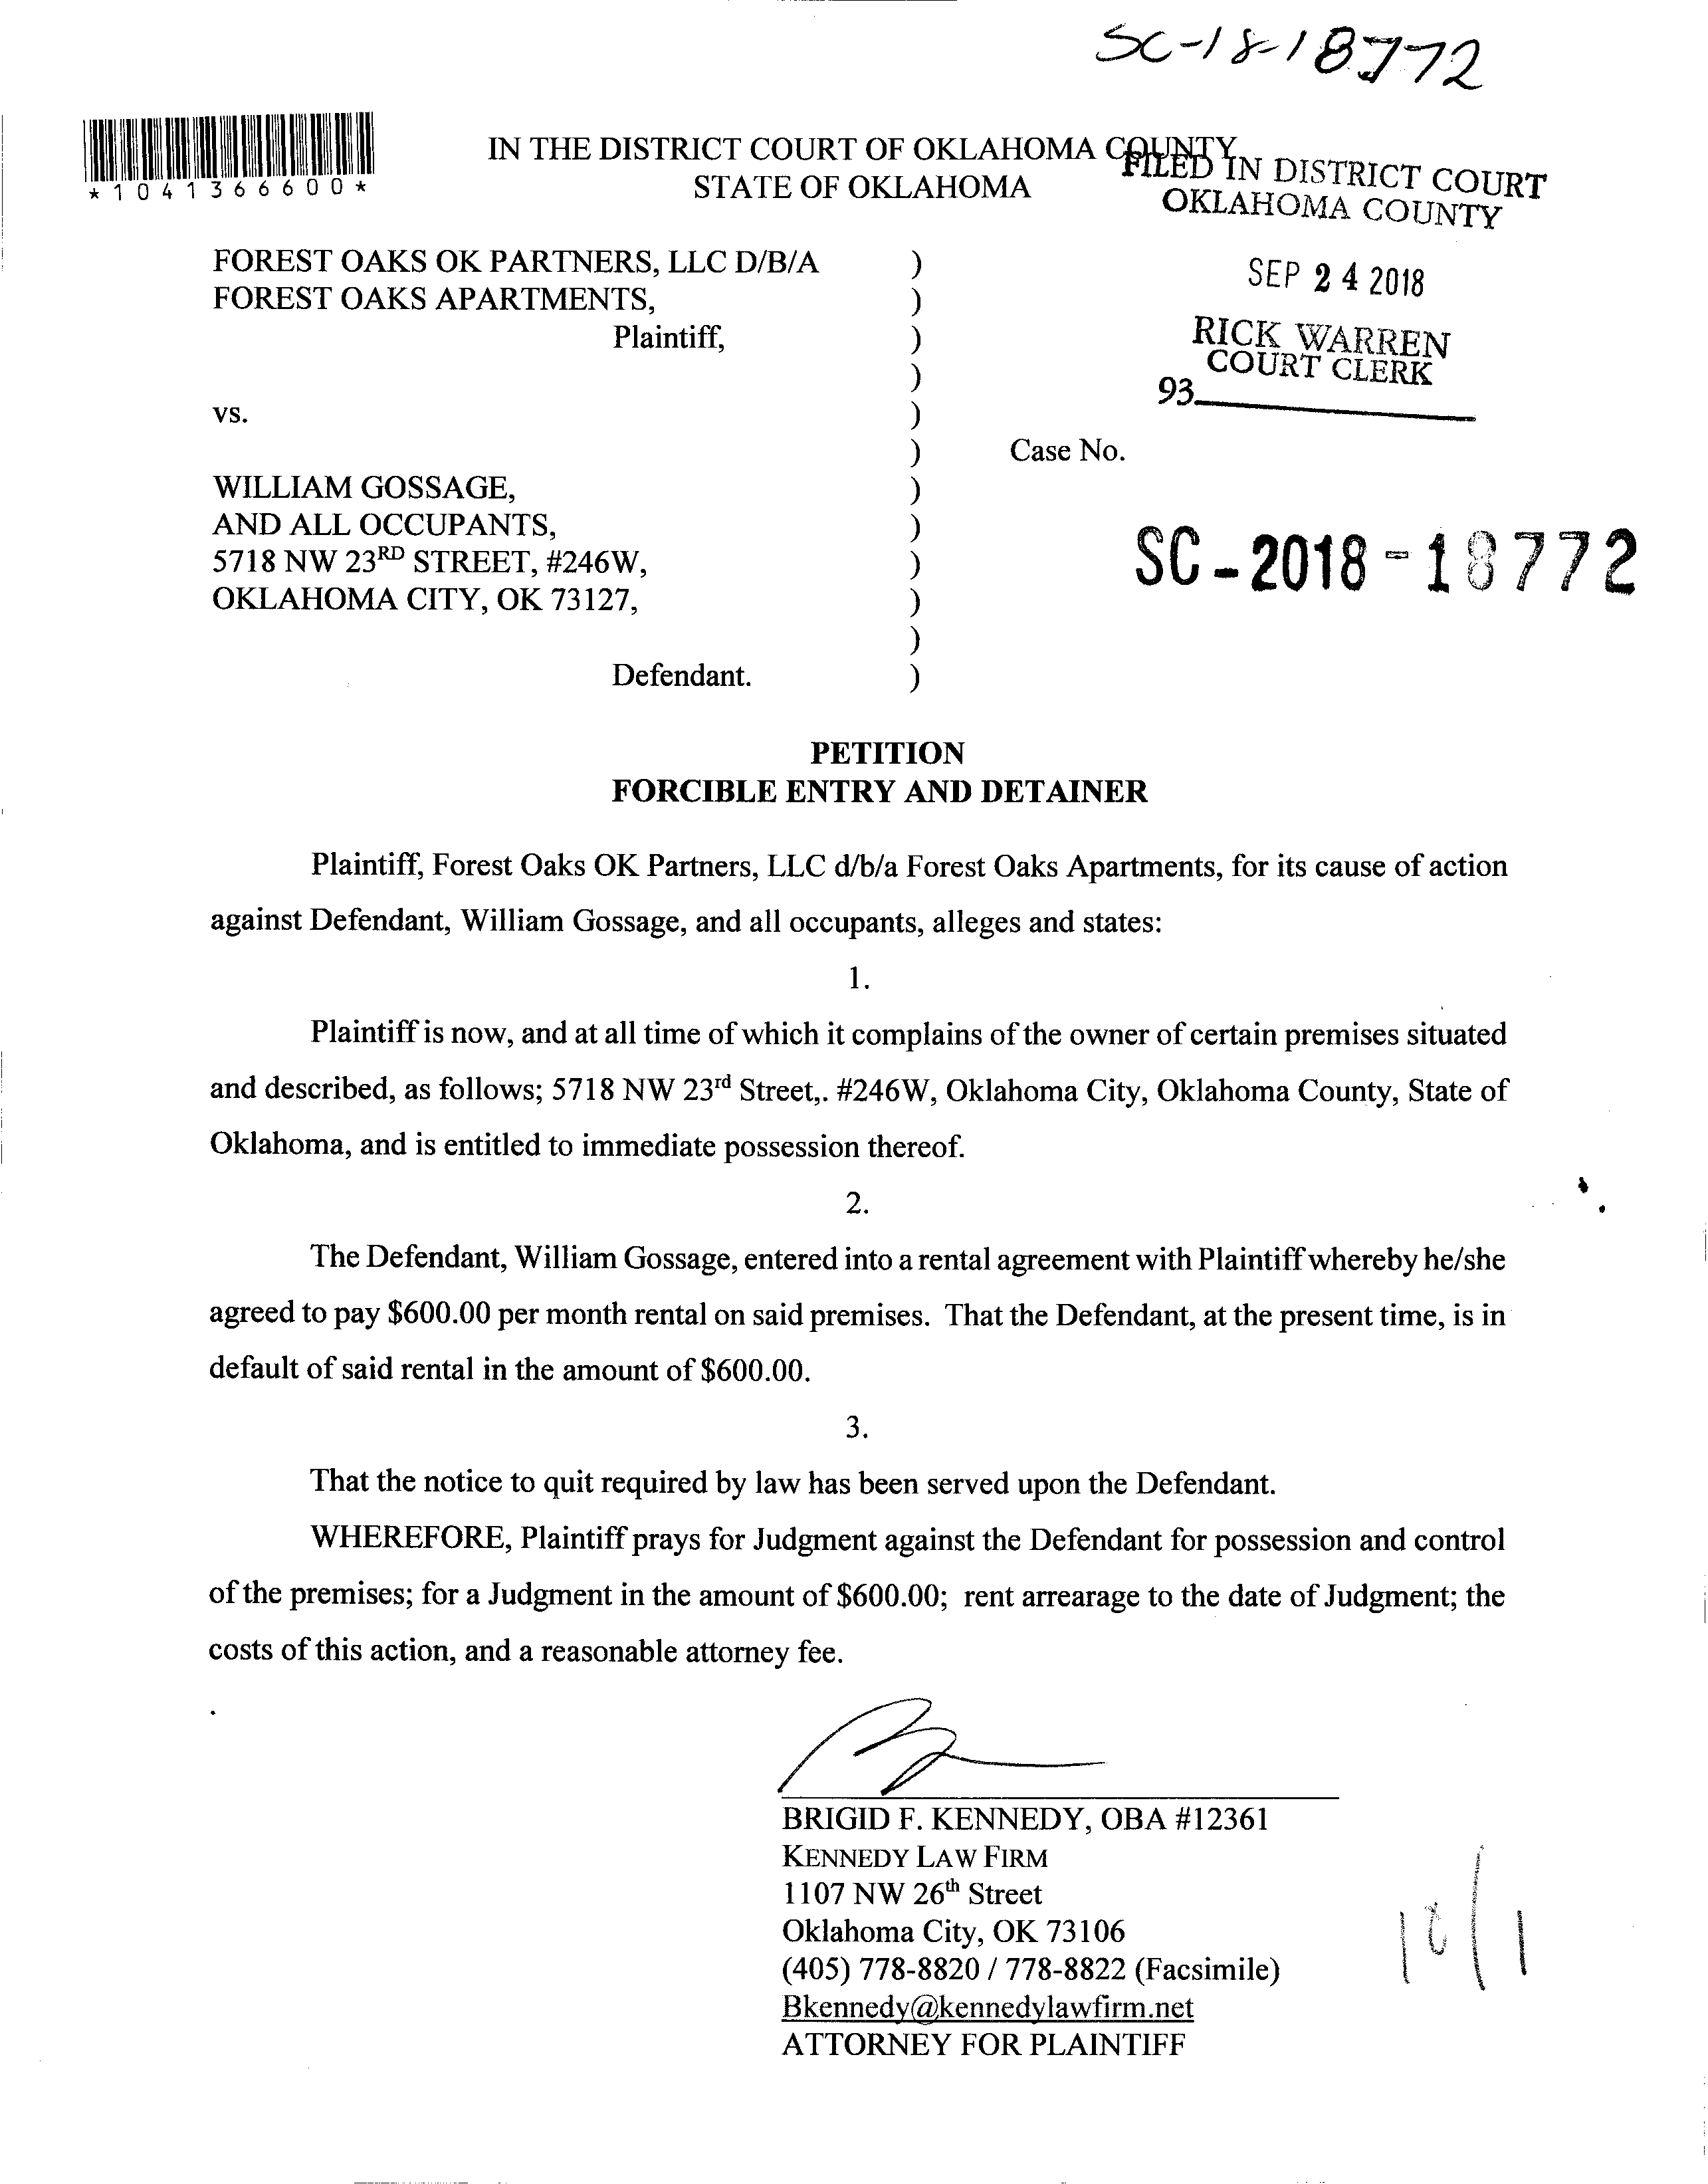 SC-18-18772
*1041366600*
IN THE DISTRICT COURT OF OKLAHOMA COUNTY
STATE OF OKLAHOMA
FILED IN DISTRICT COURT
OKLAHOMA COUNTY
SEP 24 2018
RICK WARREN
COURT CLERK
93
FOREST OAKS OK PARTNERS, LLC D/B/A )
FOREST OAKS APARTMENTS, )
Plaintiff, )
)
vs. )
) Case No.
WILLIAM GOSSAGE, )
AND ALL OCCUPANTS, )
5718 NW 23RD STREET, #246W, )
OKLAHOMA CITY, OK 73127, )
)
Defendant. )
SC-2018-18772
PETITION
FORCIBLE ENTRY AND DETAINER
Plaintiff, Forest Oaks OK Partners, LLC d/b/a Forest Oaks Apartments, for its cause of action
against Defendant, William Gossage, and all occupants, alleges and states:
1.
Plaintiff is now, and at all time of which it complains of the owner of certain premises situated
and described, as follows; 5718 NW 23rd Street,. #246W, Oklahoma City, Oklahoma County, State of
Oklahoma, and is entitled to immediate possession thereof.
2.
The Defendant, William Gossage, entered into a rental agreement with Plaintiff whereby he/she
agreed to pay $600.00 per month rental on said premises. That the Defendant, at the present time, is in
default of said rental in the amount of $600.00.
3.
That the notice to quit required by law has been served upon the Defendant.
WHEREFORE, Plaintiff prays for Judgment against the Defendant for possession and control
of the premises; for a Judgment in the amount of $600.00; rent arrearage to the date of Judgment; the
costs of this action, and a reasonable attorney fee.
BRIGID F. KENNEDY, OBA #12361
KENNEDY LAW FIRM
1107 NW 26th Street
Oklahoma City, OK 73106
(405) 778-8820 / 778-8822 (Facsimile)
Bkennedy@kennedylawfirm.net
ATTORNEY FOR PLAINTIFF
10/1